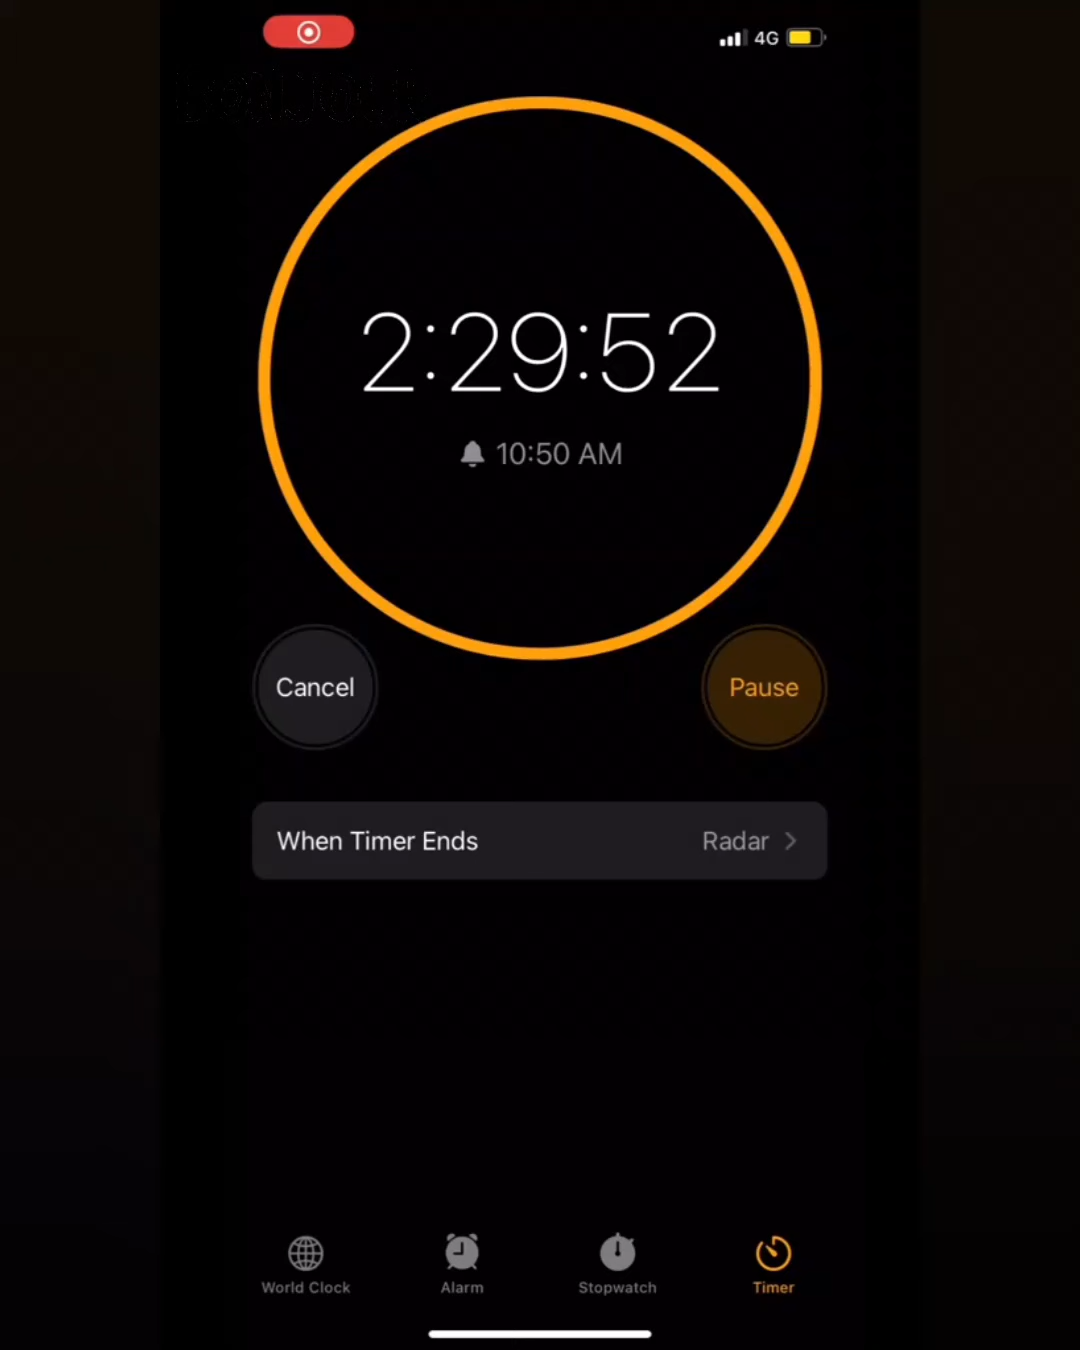 4G
2:29:52
10:50 AM
Cancel
Pause
When Timer Ends
Radar
World Clock
Alarm
Stopwatch
Timer